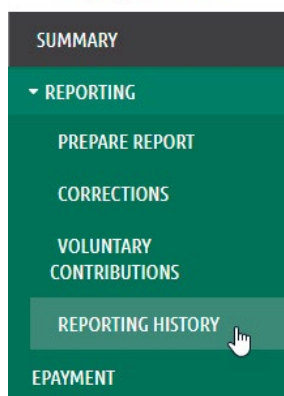 SUMMARY
REPORTING
PREPARE REPORT
CORRECTIONS
VOLUNTARY
CONTRIBUTIONS
REPORTING HISTORY
EPAYMENT